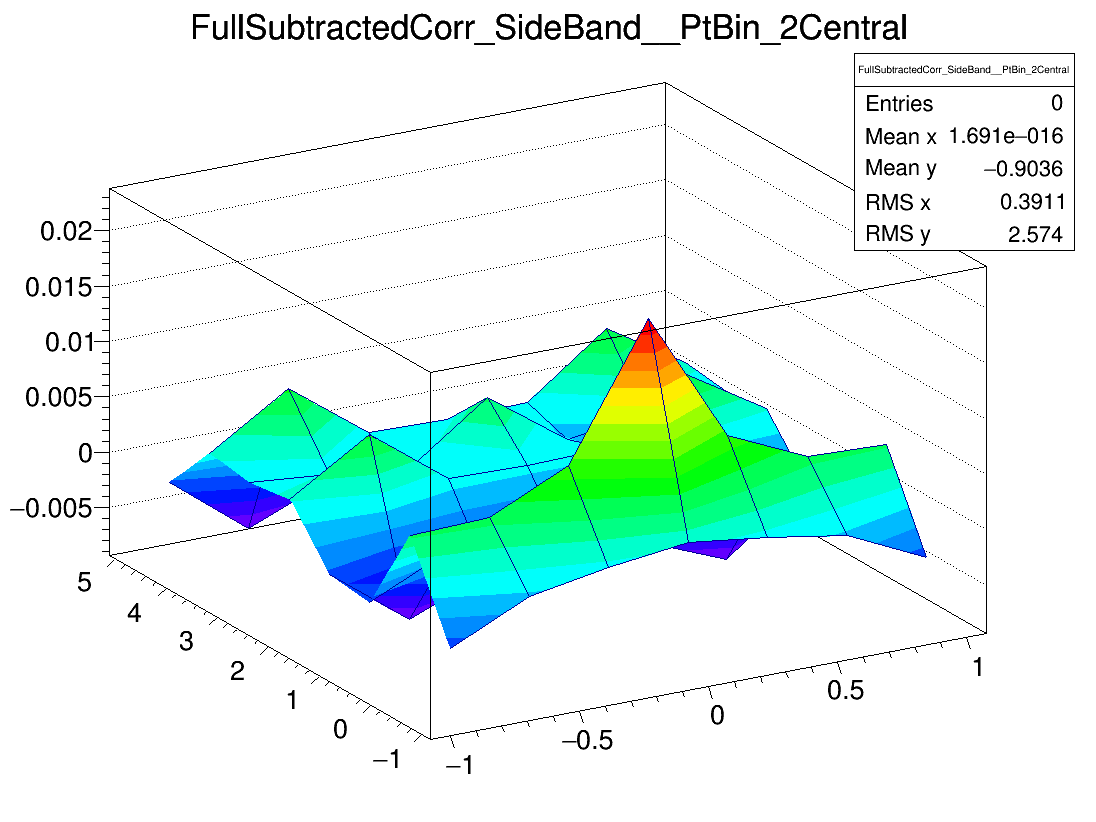 FullSubtractedCorr_SideBand__PtBin_2Central
FullSubtractedCorr_SideBand__PtBin_2Central
Entries 0
Mean x 1.691e−016
Mean y −0.9036
RMS x 0.3911
RMS y 2.574
0.02
0.015
0.01
0.005
0
−0.005
5
4
3
2
1
0
−1
−1
−0.5
0
0.5
1